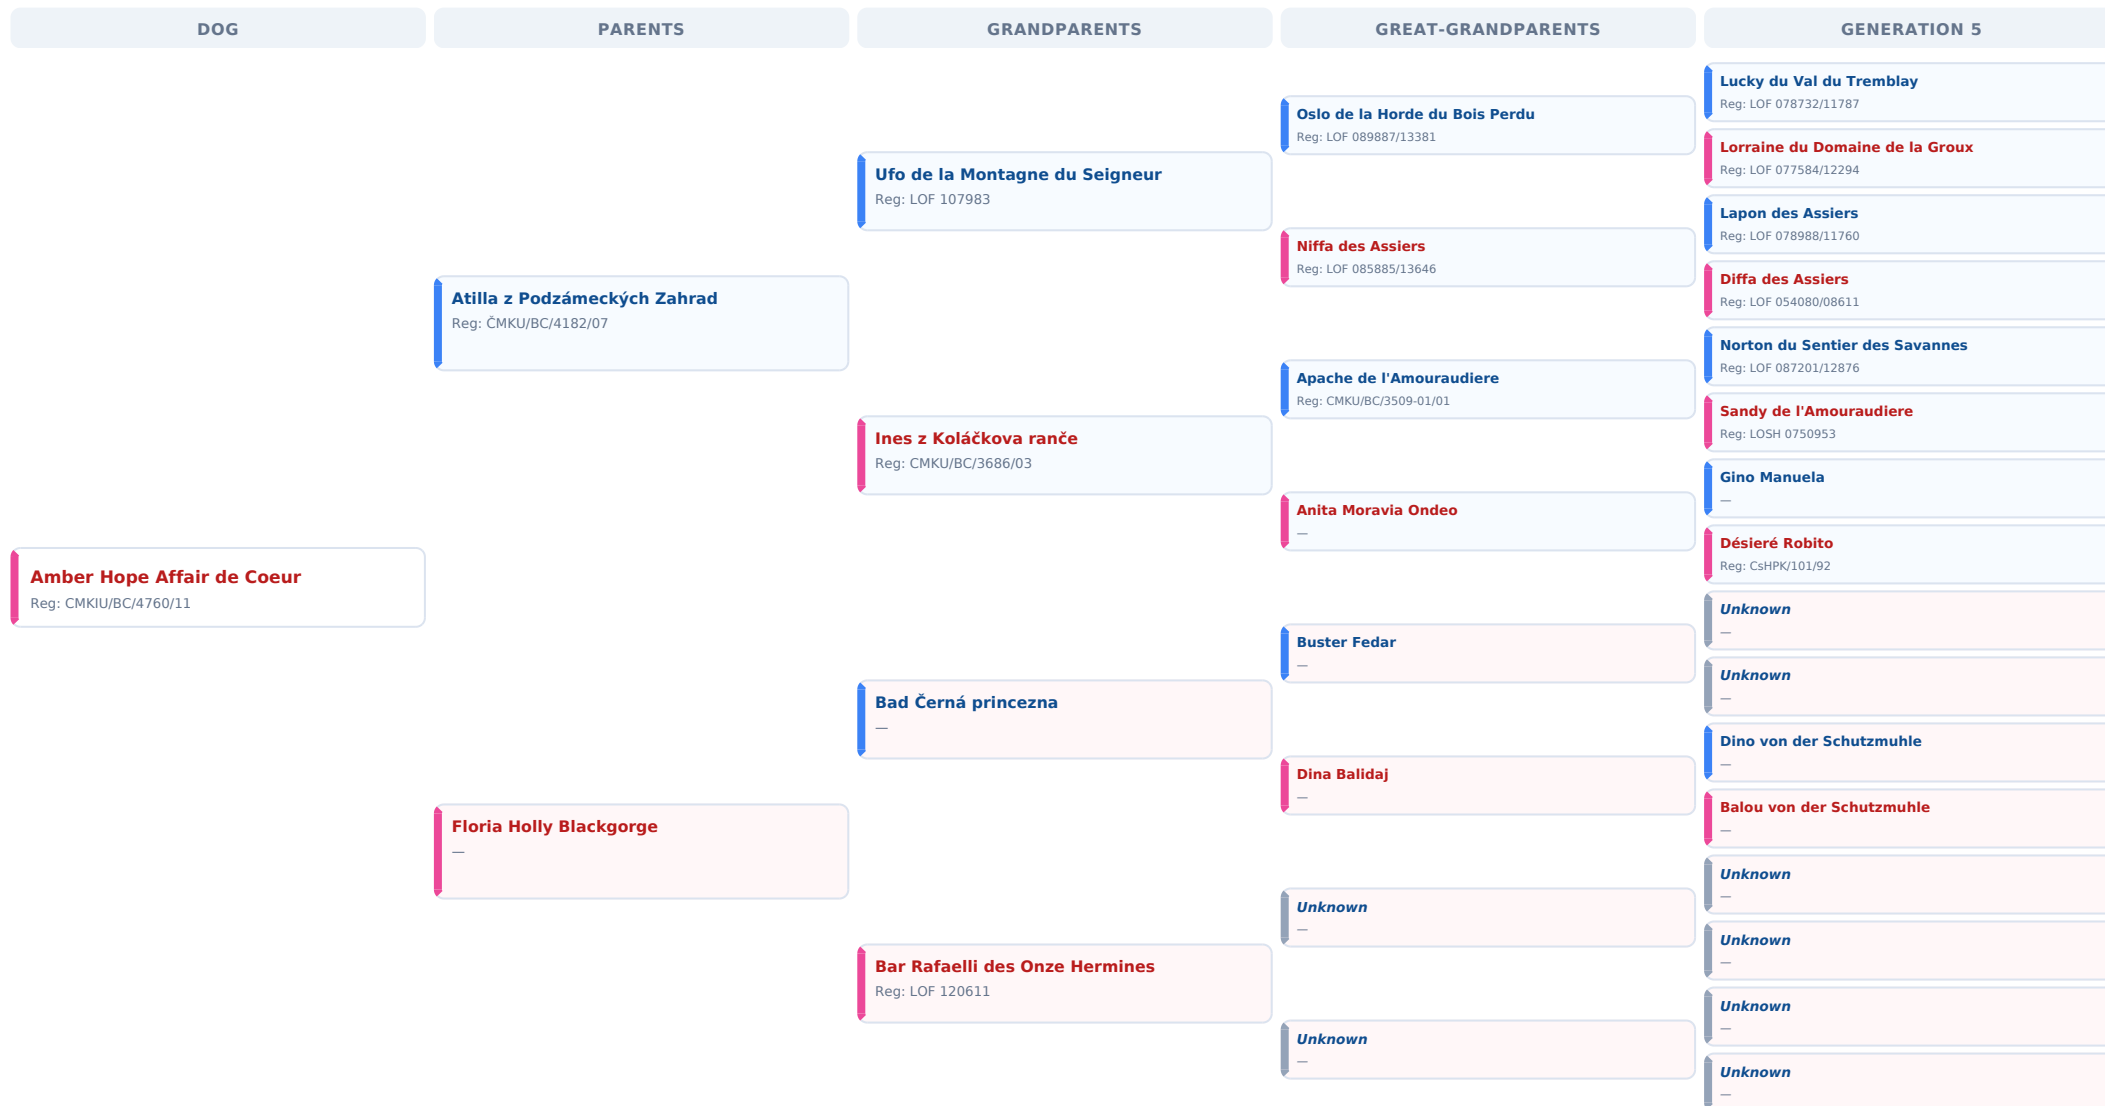 DOG
PARENTS
GRANDPARENTS
GREAT-GRANDPARENTS
GENERATION 5
Amber Hope Affair de Coeur
Reg: CMKIU/BC/4760/11
Atilla z Podzámeckých Zahrad
Reg: ČMKU/BC/4182/07
Floria Holly Blackgorge
—
Ufo de la Montagne du Seigneur
Reg: LOF 107983
Ines z Koláčkova ranče
Reg: CMKU/BC/3686/03
Bad Černá princezna
—
Bar Rafaelli des Onze Hermines
Reg: LOF 120611
Oslo de la Horde du Bois Perdu
Reg: LOF 089887/13381
Niffa des Assiers
Reg: LOF 085885/13646
Apache de l'Amouraudiere
Reg: CMKU/BC/3509-01/01
Anita Moravia Ondeo
—
Buster Fedar
—
Dina Balidaj
—
Unknown
—
Unknown
—
Lucky du Val du Tremblay
Reg: LOF 078732/11787
Lorraine du Domaine de la Groux
Reg: LOF 077584/12294
Lapon des Assiers
Reg: LOF 078988/11760
Diffa des Assiers
Reg: LOF 054080/08611
Norton du Sentier des Savannes
Reg: LOF 087201/12876
Sandy de l'Amouraudiere
Reg: LOSH 0750953
Gino Manuela
—
Désieré Robito
Reg: CsHPK/101/92
Unknown
—
Unknown
—
Dino von der Schutzmuhle
—
Balou von der Schutzmuhle
—
Unknown
—
Unknown
—
Unknown
—
Unknown
—